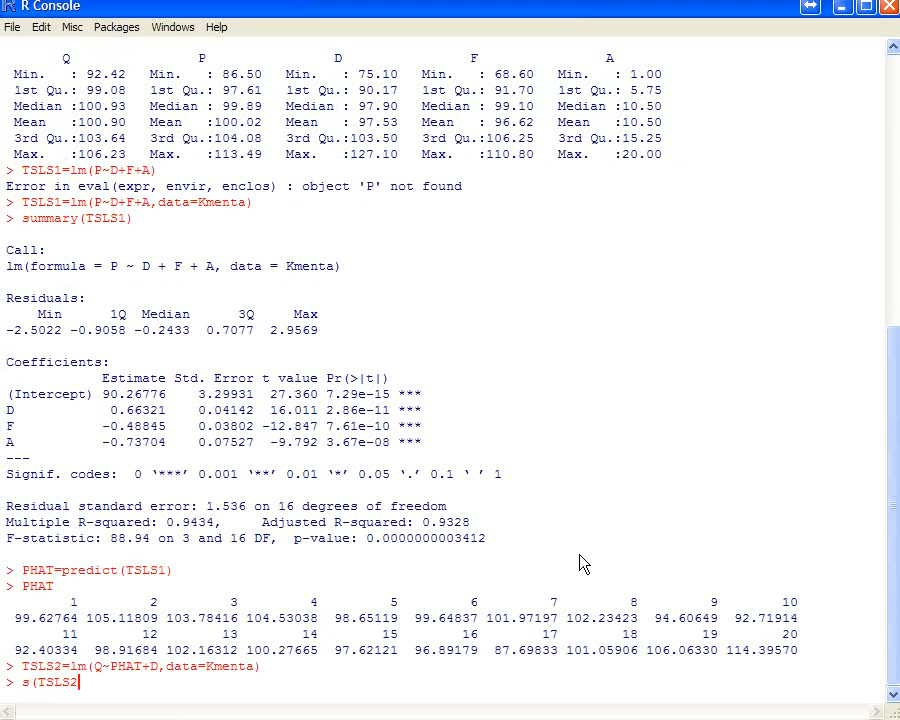 R Console
File Edit Misc Packages Windows Help
Q P D F A
Min. : 92.42 Min. : 86.50 Min. : 75.10 Min. : 68.60 Min. : 1.00
1st Qu.: 99.08 1st Qu.: 97.61 1st Qu.: 90.17 1st Qu.: 91.70 1st Qu.: 5.75
Median :100.93 Median : 99.89 Median : 97.90 Median : 99.10 Median :10.50
Mean :100.90 Mean :100.02 Mean : 97.53 Mean : 96.62 Mean :10.50
3rd Qu.:103.64 3rd Qu.:104.08 3rd Qu.:103.50 3rd Qu.:106.25 3rd Qu.:15.25
Max. :106.23 Max. :113.49 Max. :127.10 Max. :110.80 Max. :20.00
> TSLS1=lm(P~D+F+A)
Error in eval(expr, envir, enclos) : object 'P' not found
> TSLS1=lm(P~D+F+A,data=Kmenta)
> summary(TSLS1)
Call:
lm(formula = P ~ D + F + A, data = Kmenta)
Residuals:
Min 1Q Median 3Q Max
-2.5022 -0.9058 -0.2433 0.7077 2.9569
Coefficients:
Estimate Std. Error t value Pr(>|t|)
(Intercept) 90.26776 3.29931 27.360 7.29e-15 ***
D 0.66321 0.04142 16.011 2.86e-11 ***
F -0.48845 0.03802 -12.847 7.61e-10 ***
A -0.73704 0.07527 -9.792 3.67e-08 ***
---
Signif. codes: 0 ‘***’ 0.001 ‘**’ 0.01 ‘*’ 0.05 ‘.’ 0.1 ‘ ’ 1
Residual standard error: 1.536 on 16 degrees of freedom
Multiple R-squared: 0.9434, Adjusted R-squared: 0.9328
F-statistic: 88.94 on 3 and 16 DF, p-value: 0.0000000003412
> PHAT=predict(TSLS1)
> PHAT
1 2 3 4 5 6 7 8 9 10
99.62764 105.11809 103.78416 104.53038 98.65119 99.64837 101.97197 102.23423 94.60649 92.71914
11 12 13 14 15 16 17 18 19 20
92.40334 98.91684 102.16312 100.27665 97.62121 96.89179 87.69833 101.05906 106.06330 114.39570
> TSLS2=lm(Q~PHAT+D,data=Kmenta)
> s(TSLS2